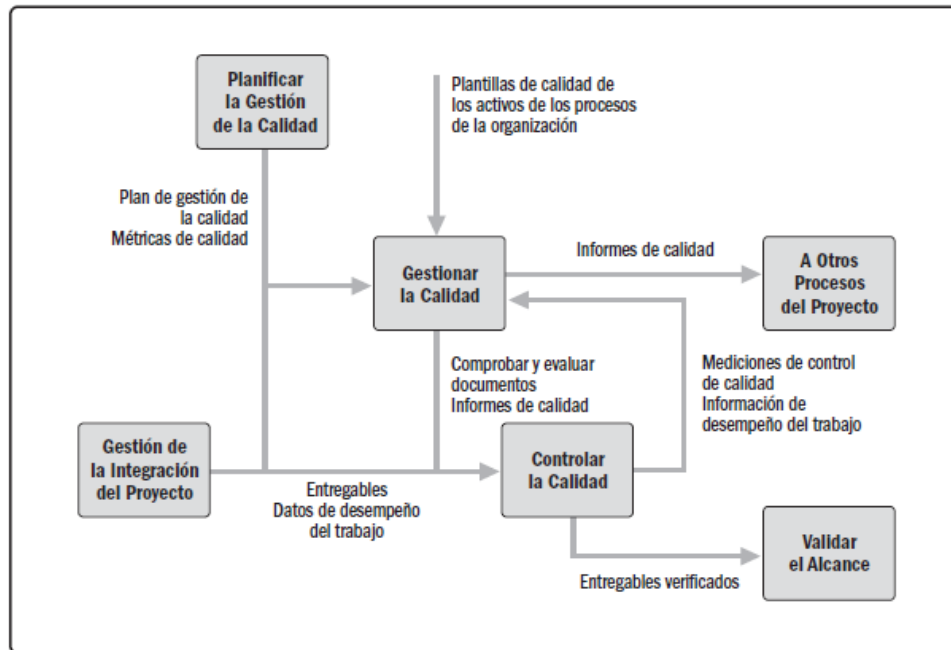 Planificar
la Gestión
de la Calidad
Plantillas de calidad de
los activos de los procesos
de la organización
Plan de gestión de
la calidad
Métricas de calidad
Gestionar
la Calidad
Informes de calidad
A Otros
Procesos
del Proyecto
Comprobar y evaluar
documentos
Informes de calidad
Mediciones de control
de calidad
Información de
desempeño del trabajo
Gestión de
la Integración
del Proyecto
Entregables
Datos de desempeño
del trabajo
Controlar
la Calidad
Entregables verificados
Validar
el Alcance